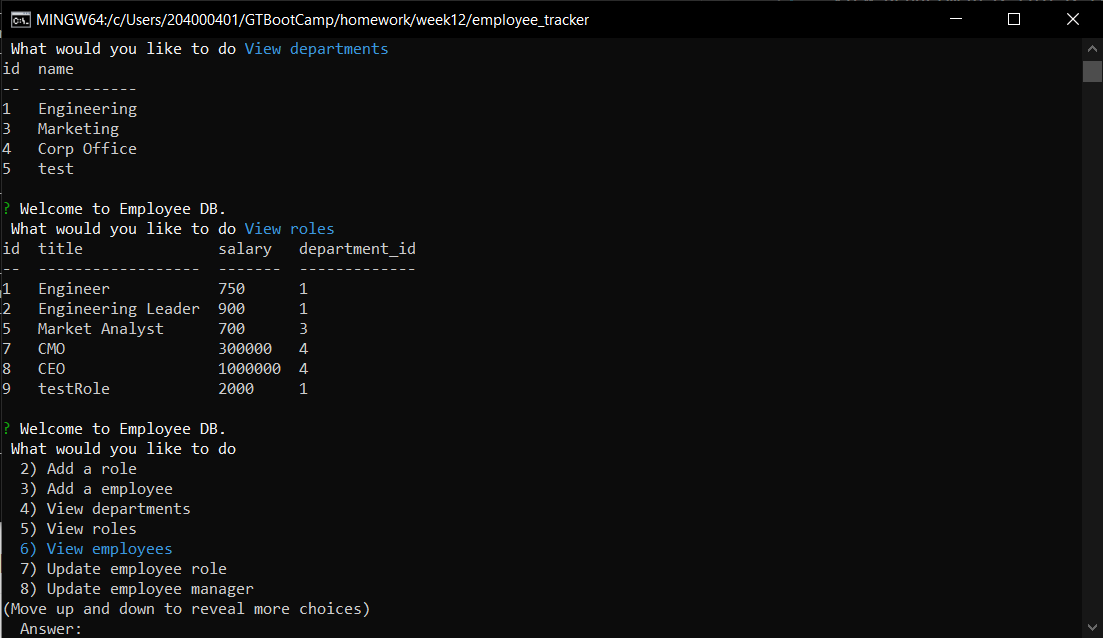 MINGW64:/c/Users/204000401/GTBootCamp/homework/week12/employee_tracker
What would you like to do View departments
id  name
--  -----------
1   Engineering
3   Marketing
4   Corp Office
5   test
? Welcome to Employee DB.
What would you like to do View roles
id  title               salary   department_id
--  ------------------  -------  -------------
1   Engineer            750      1
2   Engineering Leader  900      1
5   Market Analyst      700      3
7   CMO                 300000   4
8   CEO                 1000000  4
9   testRole            2000     1
? Welcome to Employee DB.
What would you like to do
2) Add a role
3) Add a employee
4) View departments
5) View roles
6) View employees
7) Update employee role
8) Update employee manager
(Move up and down to reveal more choices)
Answer: